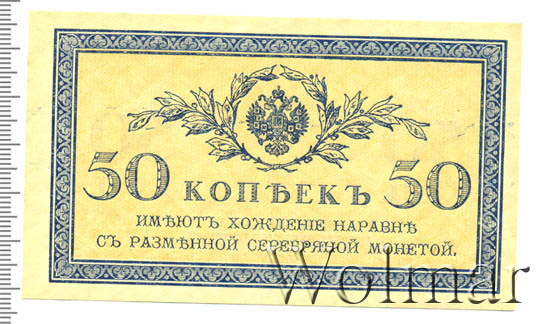 50 КОПѢЕКЪ 50
ИМѢЮТЪ ХОЖДЕНІЕ НАРАВНѢ
СЪ РАЗМѢННОЙ СЕРЕБРЯНОЙ МОНЕТОЙ.
Wolmar